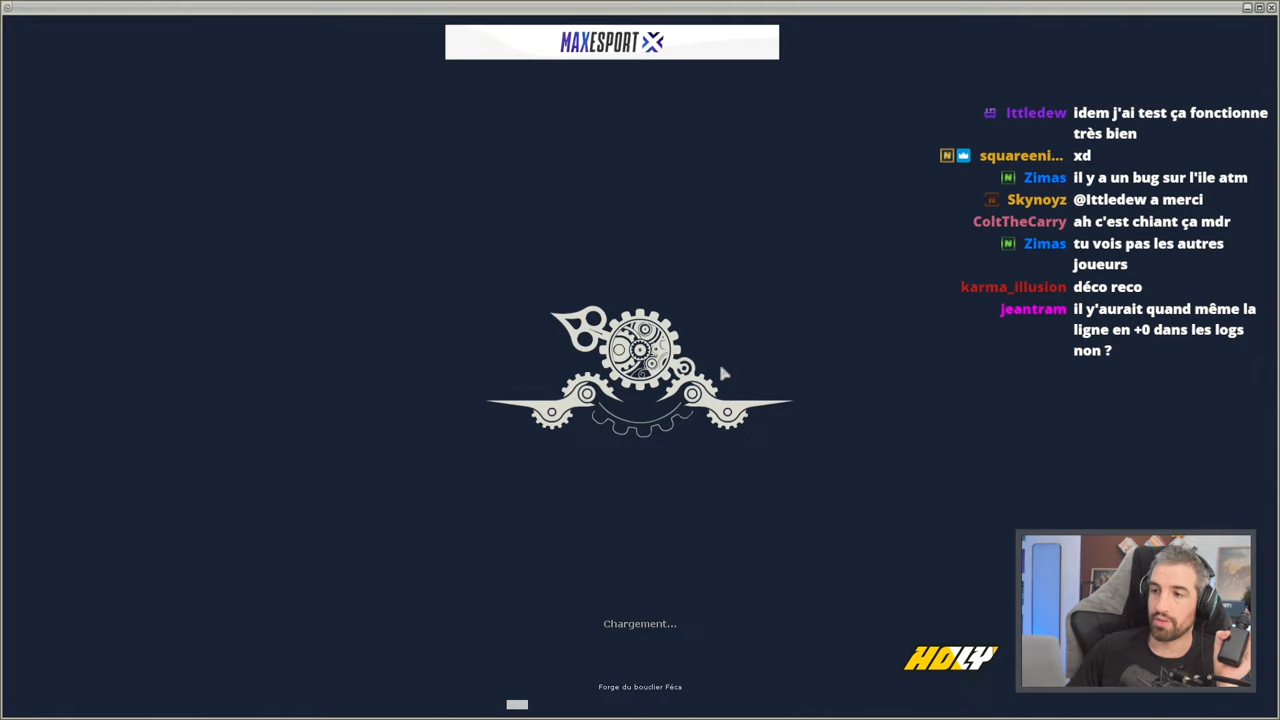 MAXESPORT
Ittledew idem j'ai test ça fonctionne
très bien
squareeni... xd
Zimas il y a un bug sur l'ile atm
Skynoyz @Ittledew a merci
ColtTheCarry ah c'est chiant ça mdr
Zimas tu vois pas les autres
joueurs
karma_illusion déco reco
jeantram il y'aurait quand même la
ligne en +0 dans les logs
non ?
Chargement...
HOLY
Forge du bouclier Féca